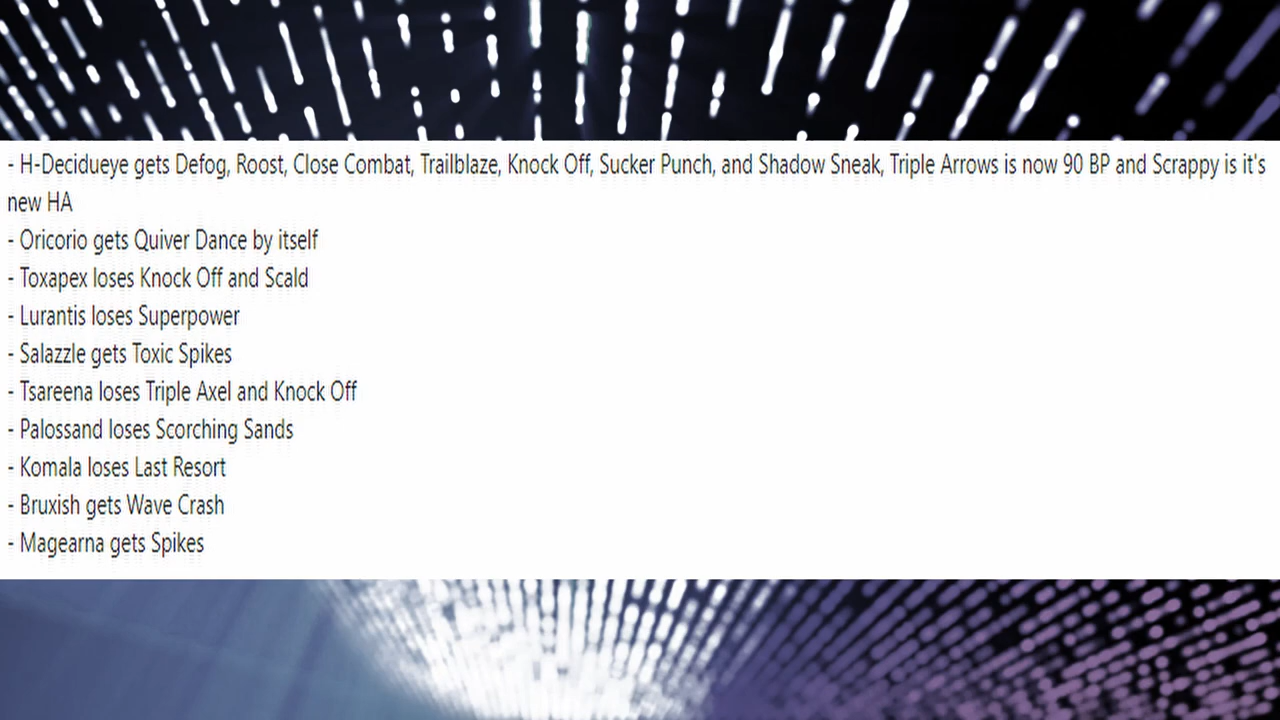 - H-Decidueye gets Defog, Roost, Close Combat, Trailblaze, Knock Off, Sucker Punch, and Shadow Sneak, Triple Arrows is now 90 BP and Scrappy is it's
new HA
- Oricorio gets Quiver Dance by itself
- Toxapex loses Knock Off and Scald
- Lurantis loses Superpower
- Salazzle gets Toxic Spikes
- Tsareena loses Triple Axel and Knock Off
- Palossand loses Scorching Sands
- Komala loses Last Resort
- Bruxish gets Wave Crash
- Magearna gets Spikes